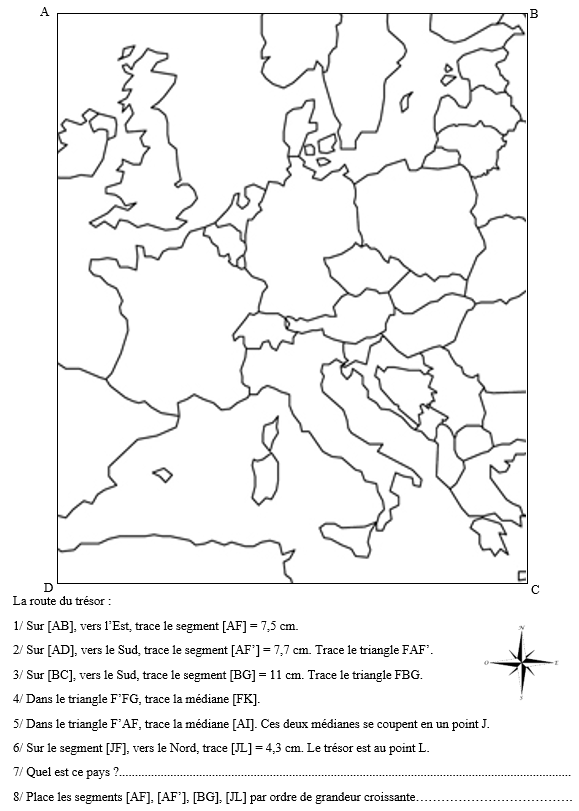 A
B
D
C
La route du trésor :
1/ Sur [AB], vers l'Est, trace le segment [AF] = 7,5 cm.
2/ Sur [AD], vers le Sud, trace le segment [AF'] = 7,7 cm. Trace le triangle FAF'.
3/ Sur [BC], vers le Sud, trace le segment [BG] = 11 cm. Trace le triangle FBG.
4/ Dans le triangle F'FG, trace la médiane [FK].
5/ Dans le triangle F'AF, trace la médiane [AI]. Ces deux médianes se coupent en un point J.
6/ Sur le segment [JF], vers le Nord, trace [JL] = 4,3 cm. Le trésor est au point L.
7/ Quel est ce pays ?...............................................................................................................
8/ Place les segments [AF], [AF'], [BG], [JL] par ordre de grandeur croissante……………………………………
N
O
E
S